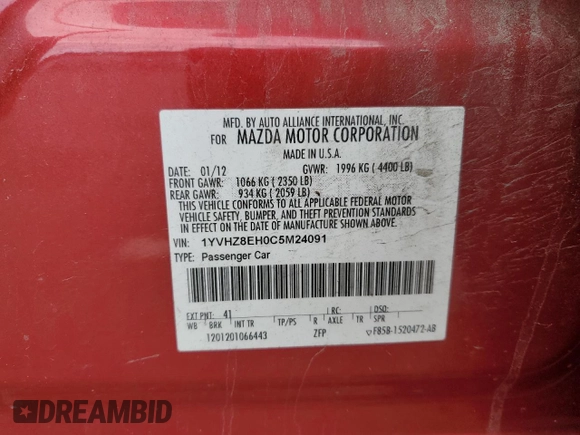 MFD. BY AUTO ALLIANCE INTERNATIONAL, INC.
FOR MAZDA MOTOR CORPORATION
MADE IN U.S.A.
DATE: 01/12 GVWR: 1996 KG (4400 LB)
FRONT GAWR: 1066 KG (2350 LB)
REAR GAWR: 934 KG (2059 LB)
THIS VEHICLE CONFORMS TO ALL APPLICABLE FEDERAL MOTOR
VEHICLE SAFETY, BUMPER, AND THEFT PREVENTION STANDARDS
IN EFFECT ON THE DATE OF MANUFACTURE SHOWN ABOVE.
VIN: 1YVHZ8EH0C5M24091
TYPE: Passenger Car
EXT PNT: 41 RC: DSO:
WB BRK INT TR TP/PS R AXLE TR SPR
1201201066443 ZFP F85B-1520472-AB
DREAMBID